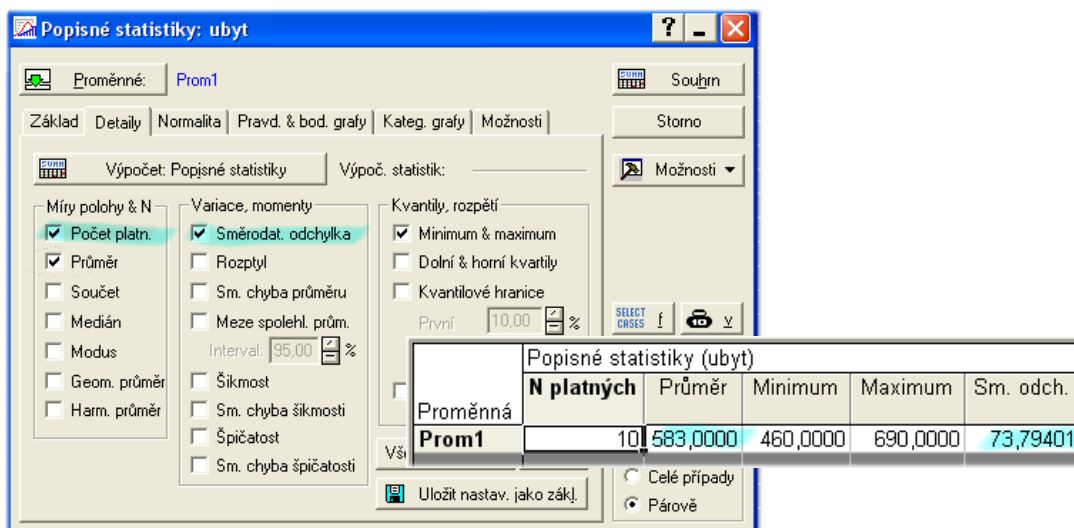 Popisné statistiky: ubyt
Proměnné: Prom1
Souhrn
Základ Detaily Normalita Pravd. & bod. grafy Kateg. grafy Možnosti
Storno
Výpočet: Popisné statistiky Výpoč. statistik:
Možnosti
Míry polohy & N
Počet platn.
Průměr
Součet
Medián
Modus
Geom. průměr
Harm. průměr
Variace, momenty
Směrodat. odchylka
Rozptyl
Sm. chyba průměru
Meze spolehl. prům.
Interval: 95,00 %
Šikmost
Sm. chyba šikmosti
Špičatost
Sm. chyba špičatosti
Kvantily, rozpětí
Minimum & maximum
Dolní & horní kvartily
Kvantilové hranice
První 10,00 %
SELECT CASES f v
Popisné statistiky (ubyt)
Proměnná N platných Průměr Minimum Maximum Sm. odch.
Prom1 10 583,0000 460,0000 690,0000 73,79401
Uložit nastav. jako zákl.
Celé případy
Párově